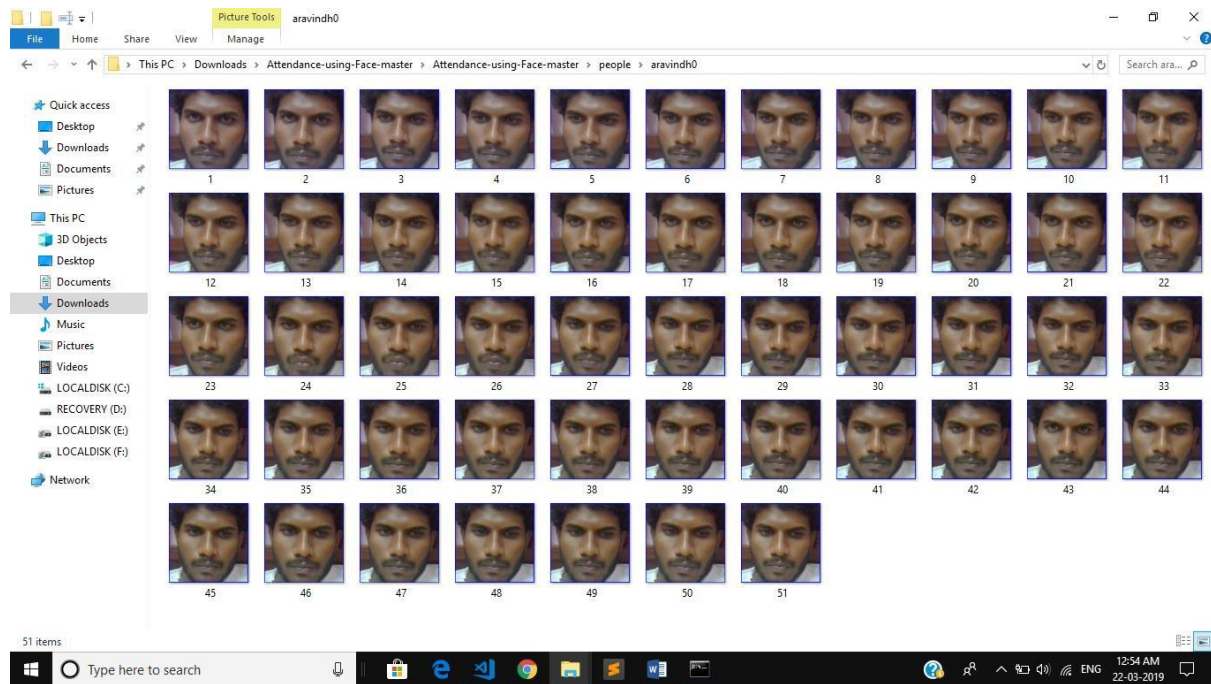 Picture Tools aravindh0
File Home Share View Manage
This PC > Downloads > Attendance-using-Face-master > Attendance-using-Face-master > people > aravindh0
Search ara...
Quick access
Desktop
Downloads
Documents
Pictures
This PC
3D Objects
Desktop
Documents
Downloads
Music
Pictures
Videos
LOCALDISK (C:)
RECOVERY (D:)
LOCALDISK (E:)
LOCALDISK (F:)
Network
1 2 3 4 5 6 7 8 9 10 11
12 13 14 15 16 17 18 19 20 21 22
23 24 25 26 27 28 29 30 31 32 33
34 35 36 37 38 39 40 41 42 43 44
45 46 47 48 49 50 51
51 items
Type here to search
ENG
12:54 AM
22-03-2019